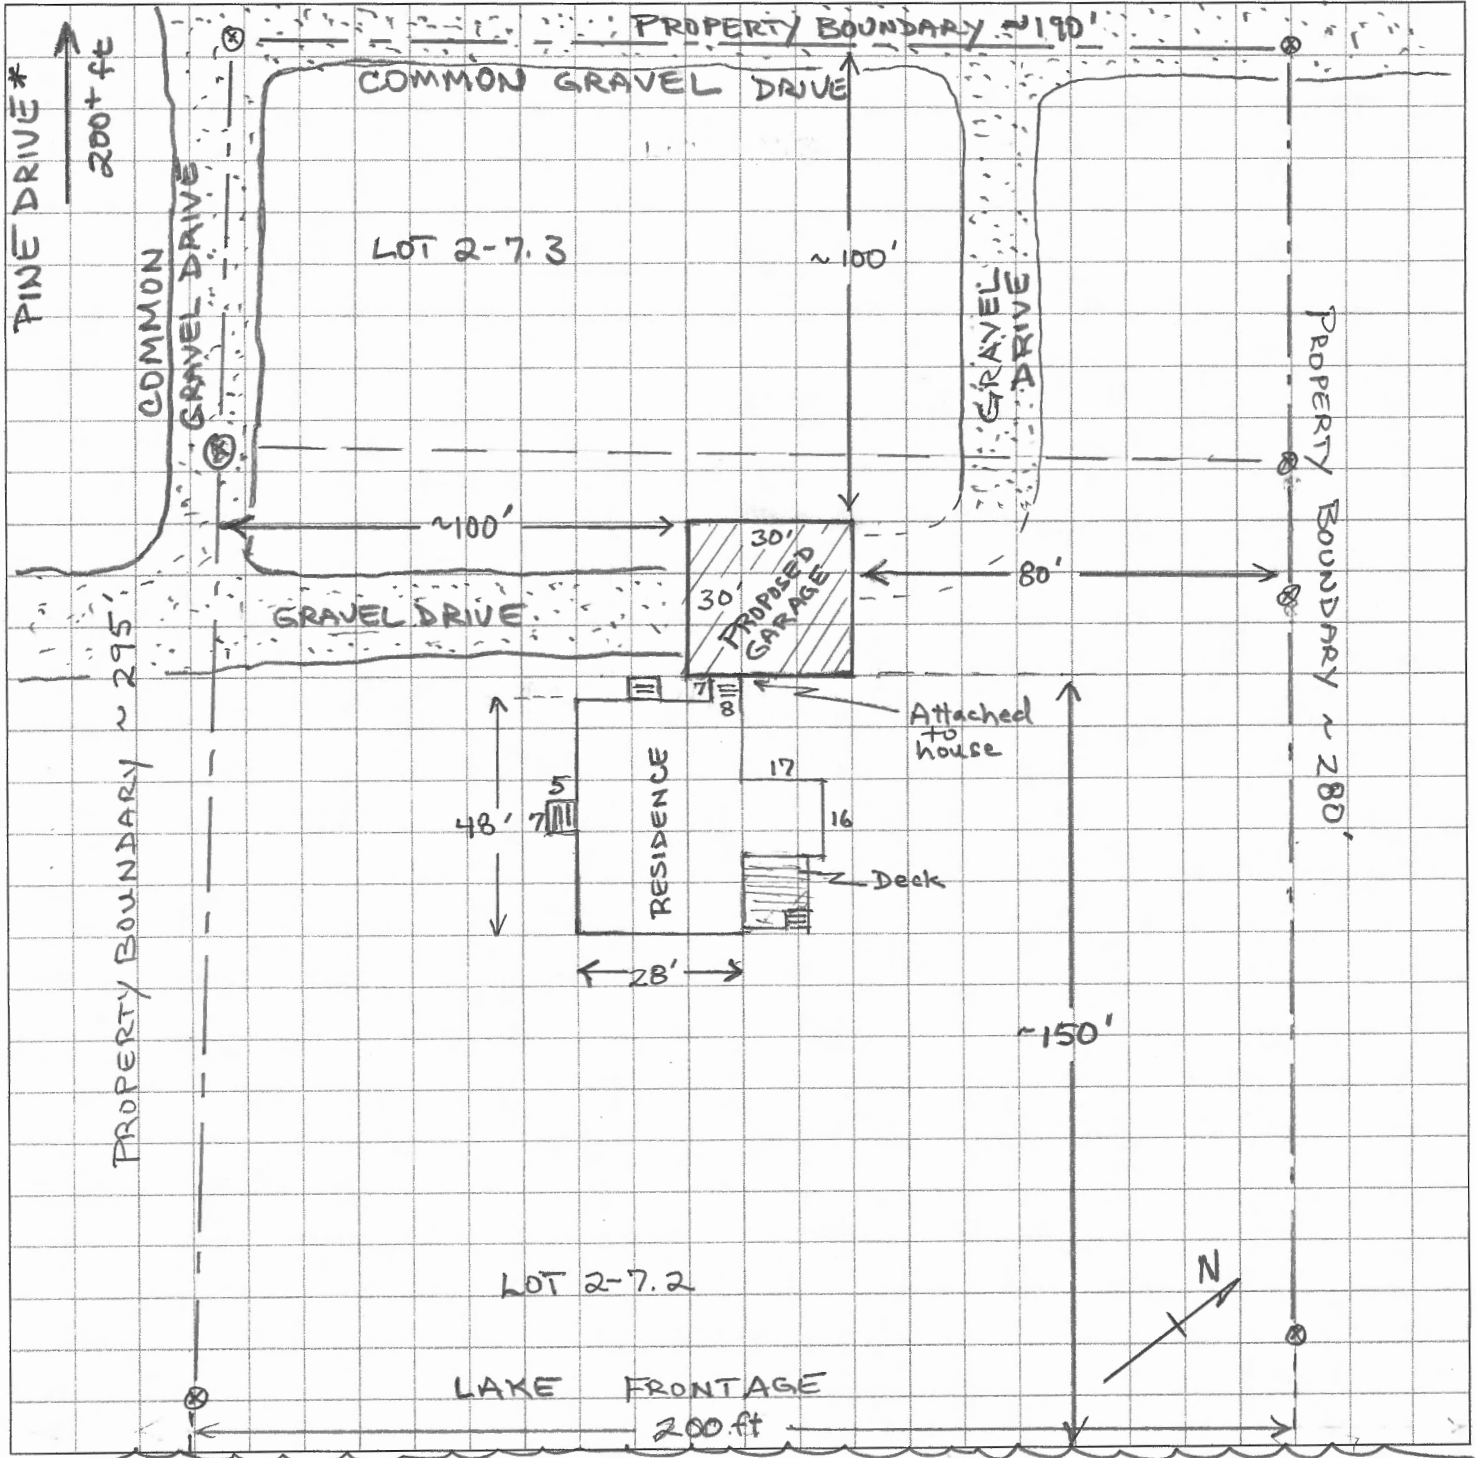 PROPERTY BOUNDARY ~190'
COMMON GRAVEL DRIVE
PINE DRIVE*
200+ ft
COMMON
GRAVEL DRIVE
LOT 2-7.3
~100'
GRAVEL
DRIVE
PROPERTY BOUNDARY ~ 280'
~100'
30'
30'
PROPOSED
GARAGE
80'
GRAVEL DRIVE
PROPERTY BOUNDARY ~ 295
7
8
Attached
to
house
RESIDENCE
17
16
5
7
48'
Deck
28'
~150'
LOT 2-7.2
N
LAKE FRONTAGE
200 ft